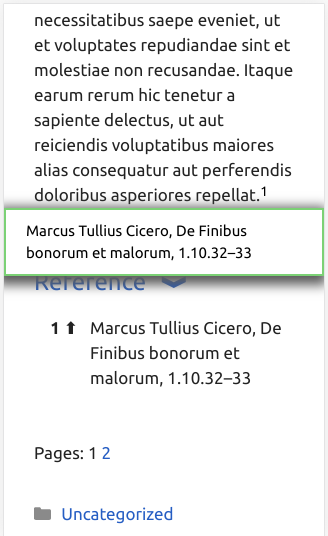 necessitatibus saepe eveniet, ut
et voluptates repudiandae sint et
molestiae non recusandae. Itaque
earum rerum hic tenetur a
sapiente delectus, ut aut
reiciendis voluptatibus maiores
alias consequatur aut perferendis
doloribus asperiores repellat.¹
Marcus Tullius Cicero, De Finibus
bonorum et malorum, 1.10.32–33
Reference
1 ⬆ Marcus Tullius Cicero, De
Finibus bonorum et
malorum, 1.10.32–33
Pages: 1 2
Uncategorized